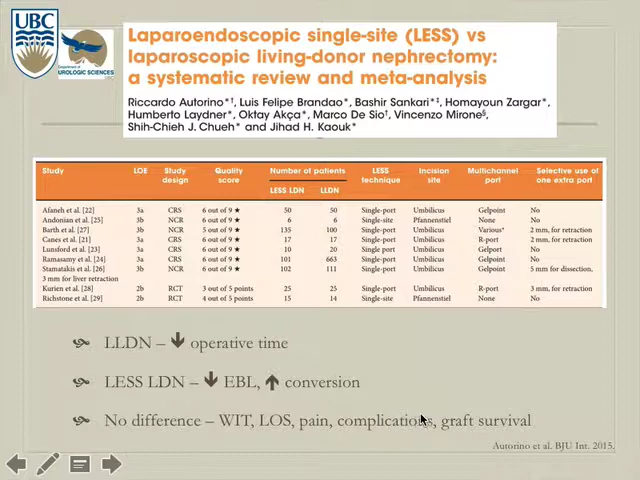 UBC
Department of
UROLOGIC SCIENCES
UBC
Laparoendoscopic single-site (LESS) vs
laparoscopic living-donor nephrectomy:
a systematic review and meta-analysis
Riccardo Autorino*†, Luis Felipe Brandao*, Bashir Sankari*‡, Homayoun Zargar*,
Humberto Laydner*, Oktay Akça*, Marco De Sio†, Vincenzo Mirone§,
Shih-Chieh J. Chueh* and Jihad H. Kaouk*
Study LOE Study design Quality score Number of patients LESS technique Incision site Multichannel port Selective use of one extra port
LESS LDN LLDN
Afaneh et al. [22] 3a CRS 6 out of 9 ★ 50 50 Single-port Umbilicus Gelpoint No
Andonian et al. [25] 3b NCR 6 out of 9 ★ 6 6 Single-site Pfannenstiel None No
Barth et al. [27] 3b NCR 5 out of 9 ★ 135 100 Single-port Umbilicus Various* 2 mm, for retraction
Canes et al. [21] 3a CRS 6 out of 9 ★ 17 17 Single-port Umbilicus R-port 2 mm, for retraction
Lunsford et al. [23] 3a CRS 6 out of 9 ★ 10 20 Single-port Umbilicus Gelport No
Ramasamy et al. [24] 3a CRS 6 out of 9 ★ 101 663 Single-port Umbilicus Gelpoint No
Stamatakis et al. [26] 3b NCR 6 out of 9 ★ 102 111 Single-port Umbilicus Gelpoint 5 mm for dissection,
3 mm for liver retraction
Kurien et al. [28] 2b RCT 3 out of 5 points 25 25 Single-port Umbilicus R-port 3 mm, for retraction
Richstone et al. [29] 2b RCT 4 out of 5 points 15 14 Single-site Pfannenstiel None No
LLDN – 🡇 operative time
LESS LDN – 🡇 EBL, 🡅 conversion
No difference – WIT, LOS, pain, complications, graft survival
Autorino et al. BJU Int. 2015.